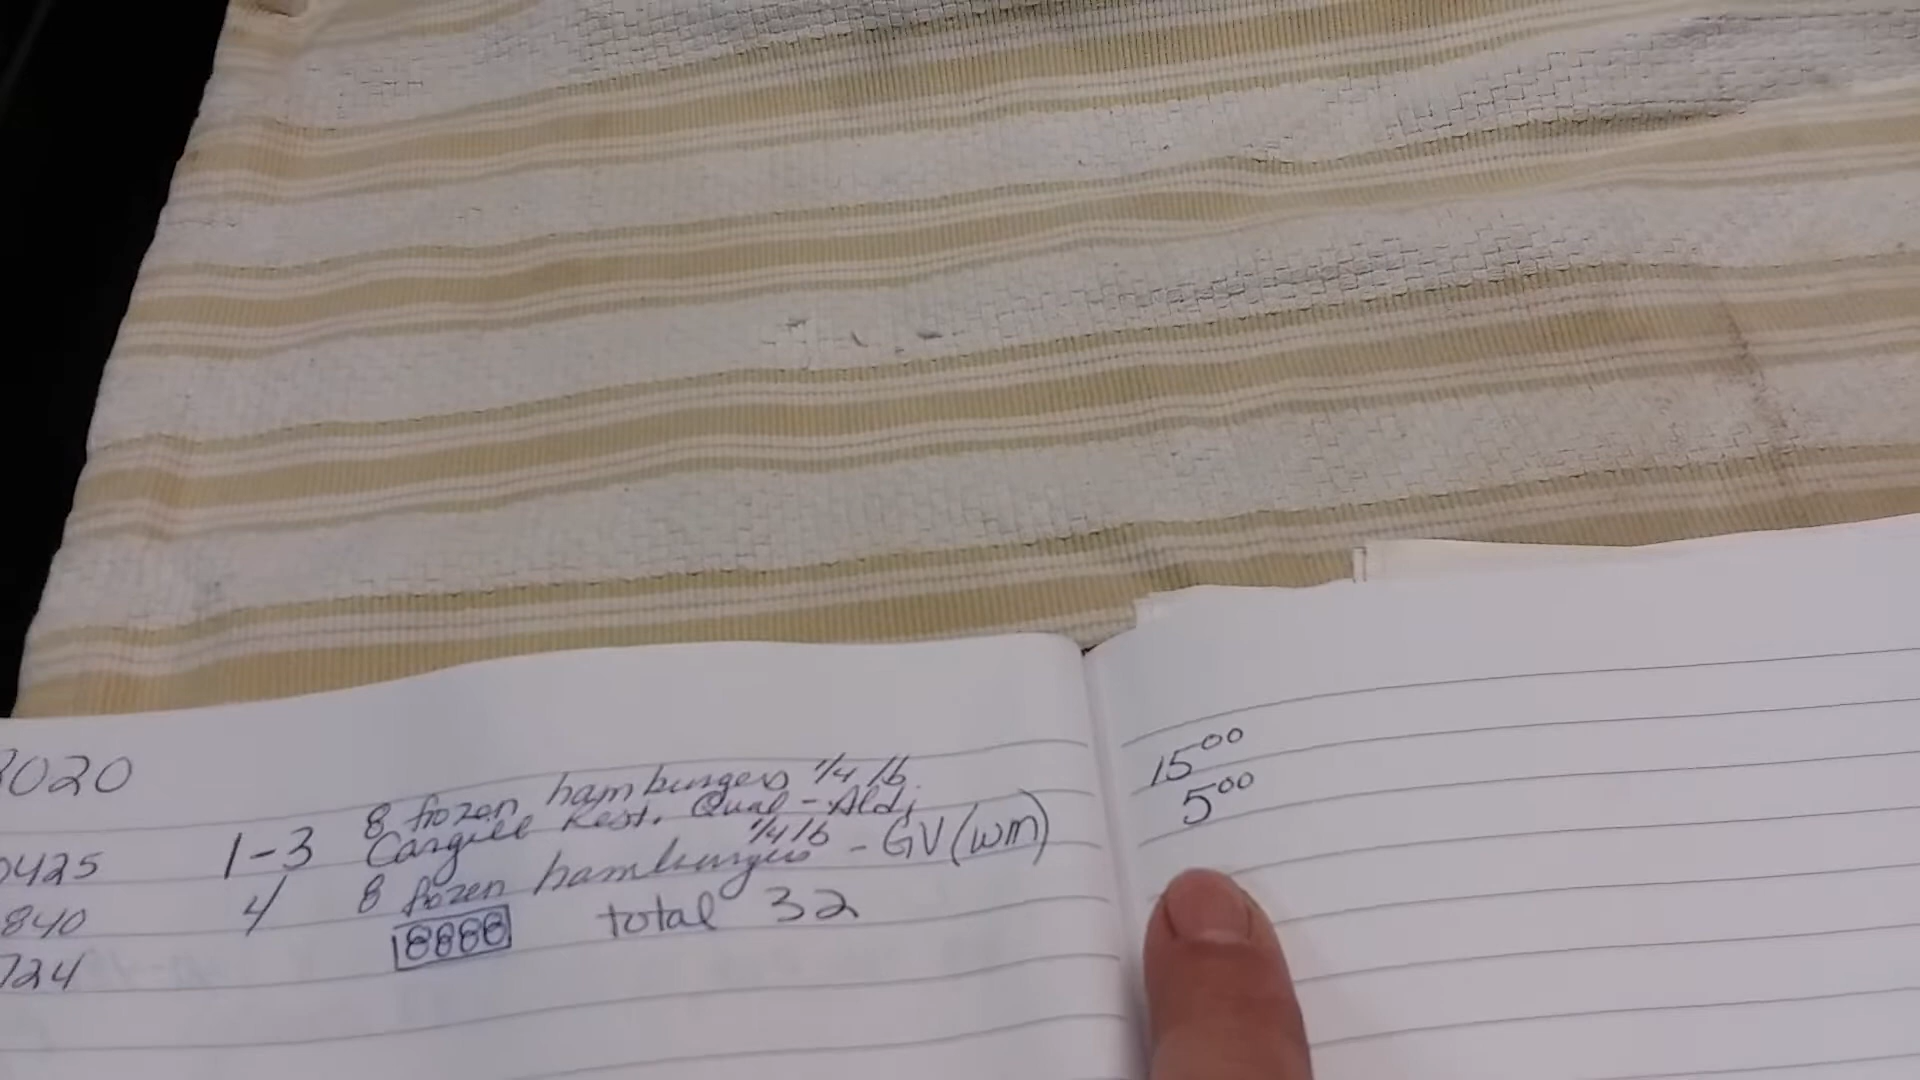 2020
0425 1-3 8 frozen hamburgers 1/4 lb 15 00
Cargill Rest. Qual - Aldi 5 00
840 4 8 frozen hamburgers 1/4 lb - GV (wm)
724 8888 total 32